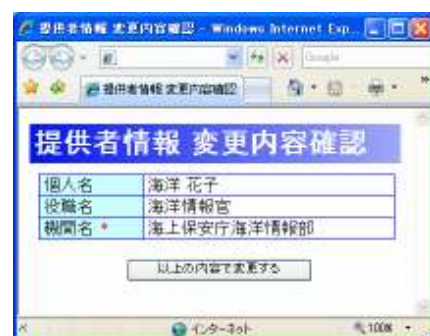 提供者情報 変更内容確認 - Windows Internet Exp...
Google
提供者情報 変更内容確認
提供者情報 変更内容確認
個人名 海洋 花子
役職名 海洋情報官
機関名 * 海上保安庁海洋情報部
以上の内容で変更する
インターネット 100%